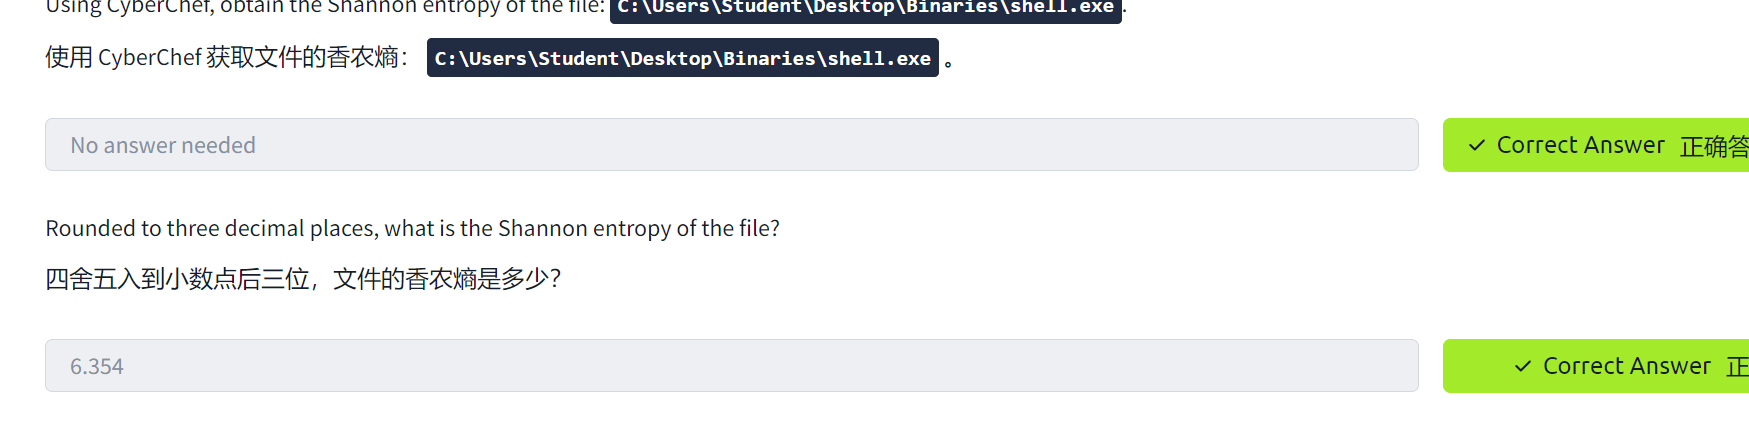 Using CyberChef, obtain the Shannon entropy of the file: C:\Users\Student\Desktop\Binaries\shell.exe.
使用 CyberChef 获取文件的香农熵： C:\Users\Student\Desktop\Binaries\shell.exe 。
No answer needed
✓ Correct Answer 正确答
Rounded to three decimal places, what is the Shannon entropy of the file?
四舍五入到小数点后三位，文件的香农熵是多少？
6.354
✓ Correct Answer 正